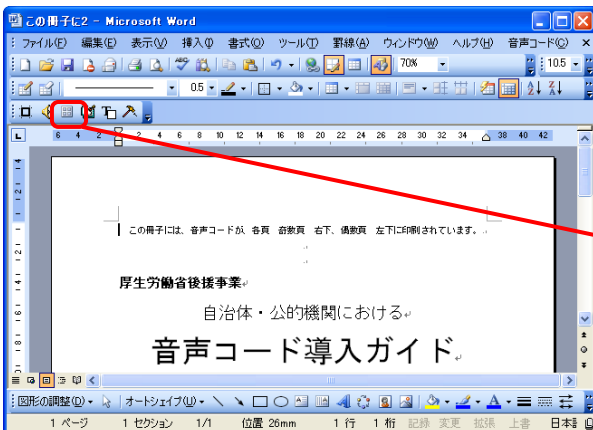 この冊子に2 - Microsoft Word
ファイル(F) 編集(E) 表示(V) 挿入(I) 書式(O) ツール(T) 罫線(A) ウィンドウ(W) ヘルプ(H) 音声コード(C) ×
70% 10.5
0.5
L 6 4 2 2 4 6 8 10 12 14 16 18 20 22 24 26 28 30 32 34 38 40 42
この冊子には、音声コードが、各頁 奇数頁 右下、偶数頁 左下に印刷されています。
厚生労働省後援事業
自治体・公的機関における
音声コード導入ガイド
図形の調整(D) オートシェイプ(U)
1 ページ 1 セクション 1/1 位置 26mm 1 行 1 桁 記録 変更 拡張 上書 日本語